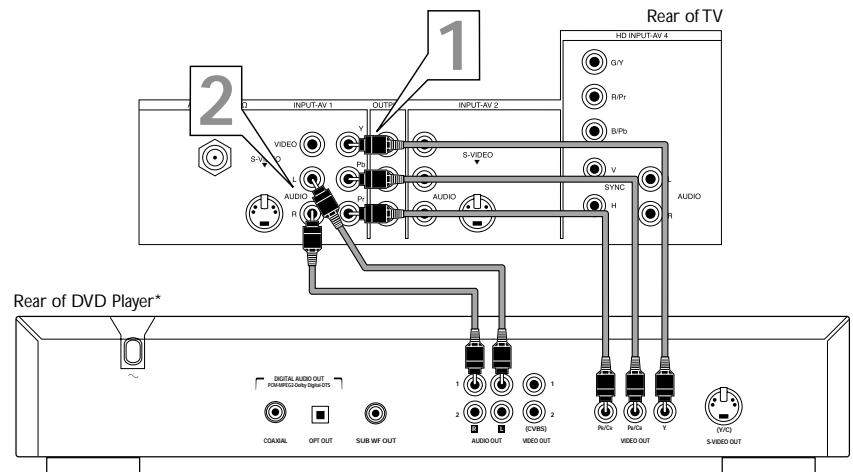 Rear of TV
HD INPUT-AV 4
G/Y
R/Pr
B/Pb
V
SYNC
H
L
AUDIO
R
1
2
INPUT-AV 1
INPUT-AV 2
VIDEO
Y
S-VIDEO
L
Pb
AUDIO
R
Pr
S-VIDEO
AUDIO
Rear of DVD Player*
DIGITAL AUDIO OUT
PCM-MPEG2-Dolby Digital-DTS
COAXIAL
OPT OUT
SUB WF OUT
1
1
2
2
R
L
(CVBS)
AUDIO OUT
VIDEO OUT
PR/CR
PB/CB
Y
VIDEO OUT
(Y/C)
S-VIDEO OUT